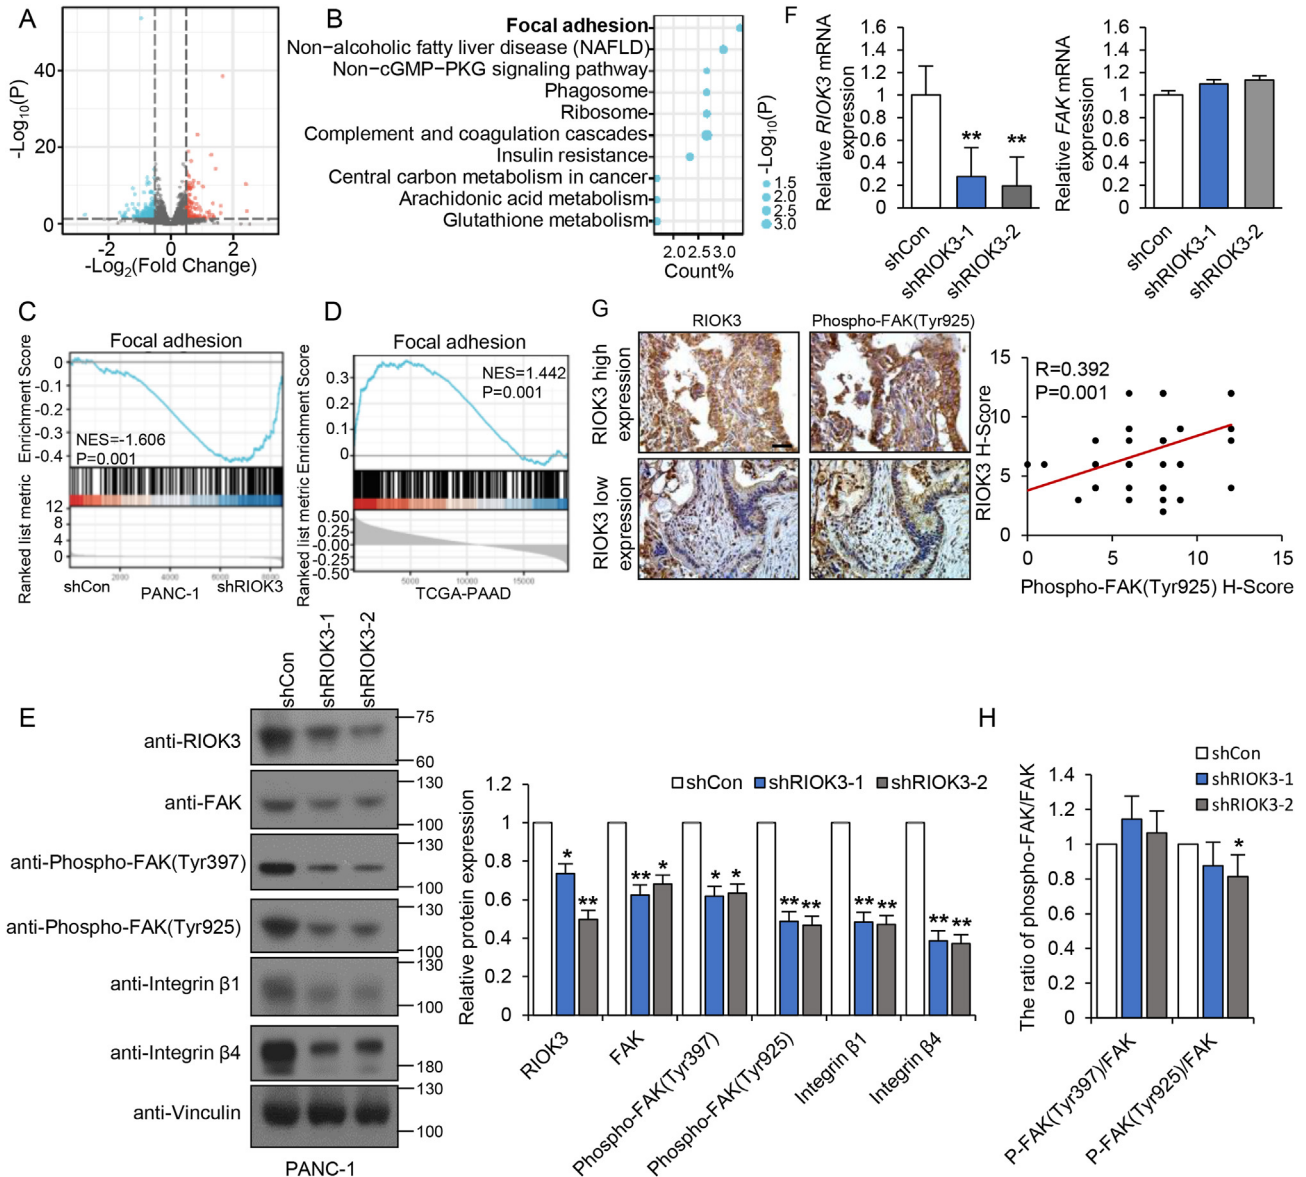 A
-Log10(P)
40
20
0
-2
0
2
-Log2(Fold Change)
B
Focal adhesion
Non−alcoholic fatty liver disease (NAFLD)
Non−cGMP−PKG signaling pathway
Phagosome
Ribosome
Complement and coagulation cascades
Insulin resistance
Central carbon metabolism in cancer
Arachidonic acid metabolism
Glutathione metabolism
2.0 2.5 3.0
Count%
-Log10(P)
1.5
2.0
2.5
3.0
F
Relative RIOK3 mRNA
expression
1.6
1.4
1.2
1
0.8
0.6
0.4
0.2
0
**
**
shCon
shRIOK3-1
shRIOK3-2
Relative FAK mRNA
expression
1.6
1.4
1.2
1
0.8
0.6
0.4
0.2
0
shCon
shRIOK3-1
shRIOK3-2
C
Focal adhesion
Ranked list metric Enrichment Score
0
-0.1
-0.2
-0.3
-0.4
NES=-1.606
P=0.001
12
8
4
0
2000
4000
6000
8000
shCon
PANC-1
shRIOK3
D
Focal adhesion
Ranked list metric Enrichment Score
0.3
0.2
0.1
0
NES=1.442
P=0.001
0.50
0.25
-0.00
-0.25
-0.50
5000
10000
15000
TCGA-PAAD
G
RIOK3
Phospho-FAK(Tyr925)
RIOK3 high
expression
RIOK3 low
expression
RIOK3 H-Score
15
10
5
0
R=0.392
P=0.001
0
5
10
15
Phospho-FAK(Tyr925) H-Score
E
shCon
shRIOK3-1
shRIOK3-2
anti-RIOK3
75
60
anti-FAK
130
100
anti-Phospho-FAK(Tyr397)
130
100
anti-Phospho-FAK(Tyr925)
130
100
anti-Integrin β1
130
100
anti-Integrin β4
180
anti-Vinculin
130
100
PANC-1
Relative protein expression
1.2
1
0.8
0.6
0.4
0.2
0
shCon
shRIOK3-1
shRIOK3-2
*
**
**
*
*
*
**
**
**
**
**
**
RIOK3
FAK
Phospho-FAK(Tyr397)
Phospho-FAK(Tyr925)
Integrin β1
Integrin β4
H
shCon
shRIOK3-1
shRIOK3-2
The ratio of phospho-FAK/FAK
1.4
1.2
1
0.8
0.6
0.4
0.2
0
*
P-FAK(Tyr397)/FAK
P-FAK(Tyr925)/FAK